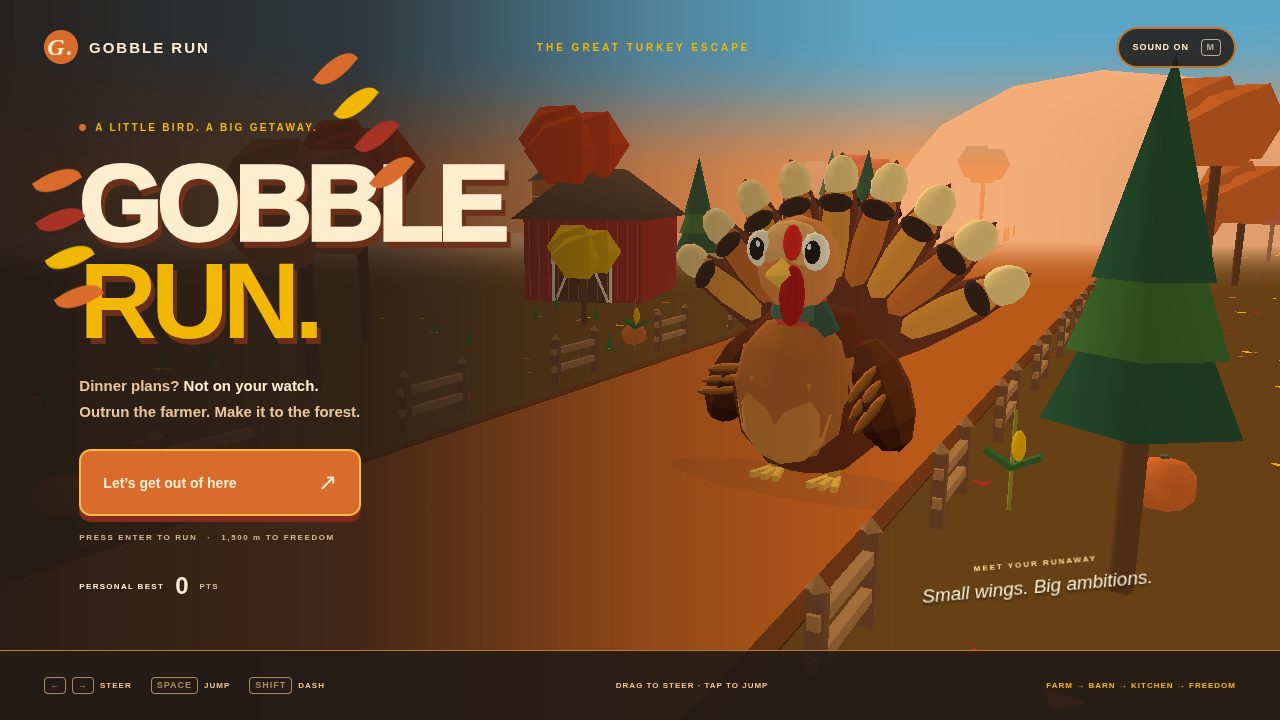 G. GOBBLE RUN
THE GREAT TURKEY ESCAPE
SOUND ON M
A LITTLE BIRD. A BIG GETAWAY.
GOBBLE
RUN.
Dinner plans? Not on your watch.
Outrun the farmer. Make it to the forest.
Let's get out of here ↗
PRESS ENTER TO RUN · 1,500 m TO FREEDOM
PERSONAL BEST 0 PTS
MEET YOUR RUNAWAY
Small wings. Big ambitions.
← → STEER SPACE JUMP SHIFT DASH
DRAG TO STEER · TAP TO JUMP
FARM → BARN → KITCHEN → FREEDOM